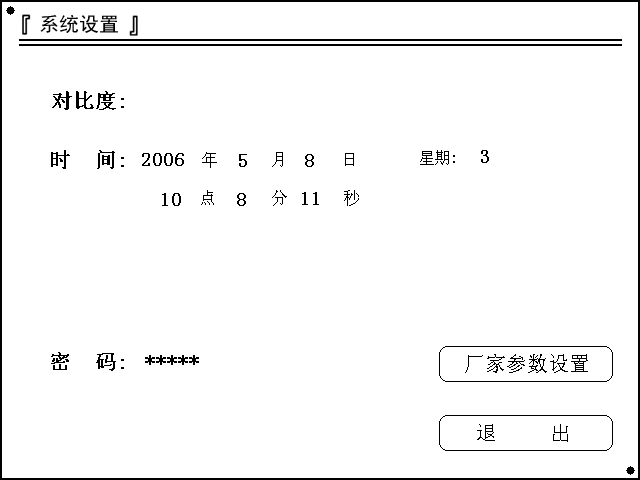 『 系统设置 』
对比度:
时 间: 2006 年 5 月 8 日 星期: 3
10 点 8 分 11 秒
密 码: *****
厂家参数设置
退 出